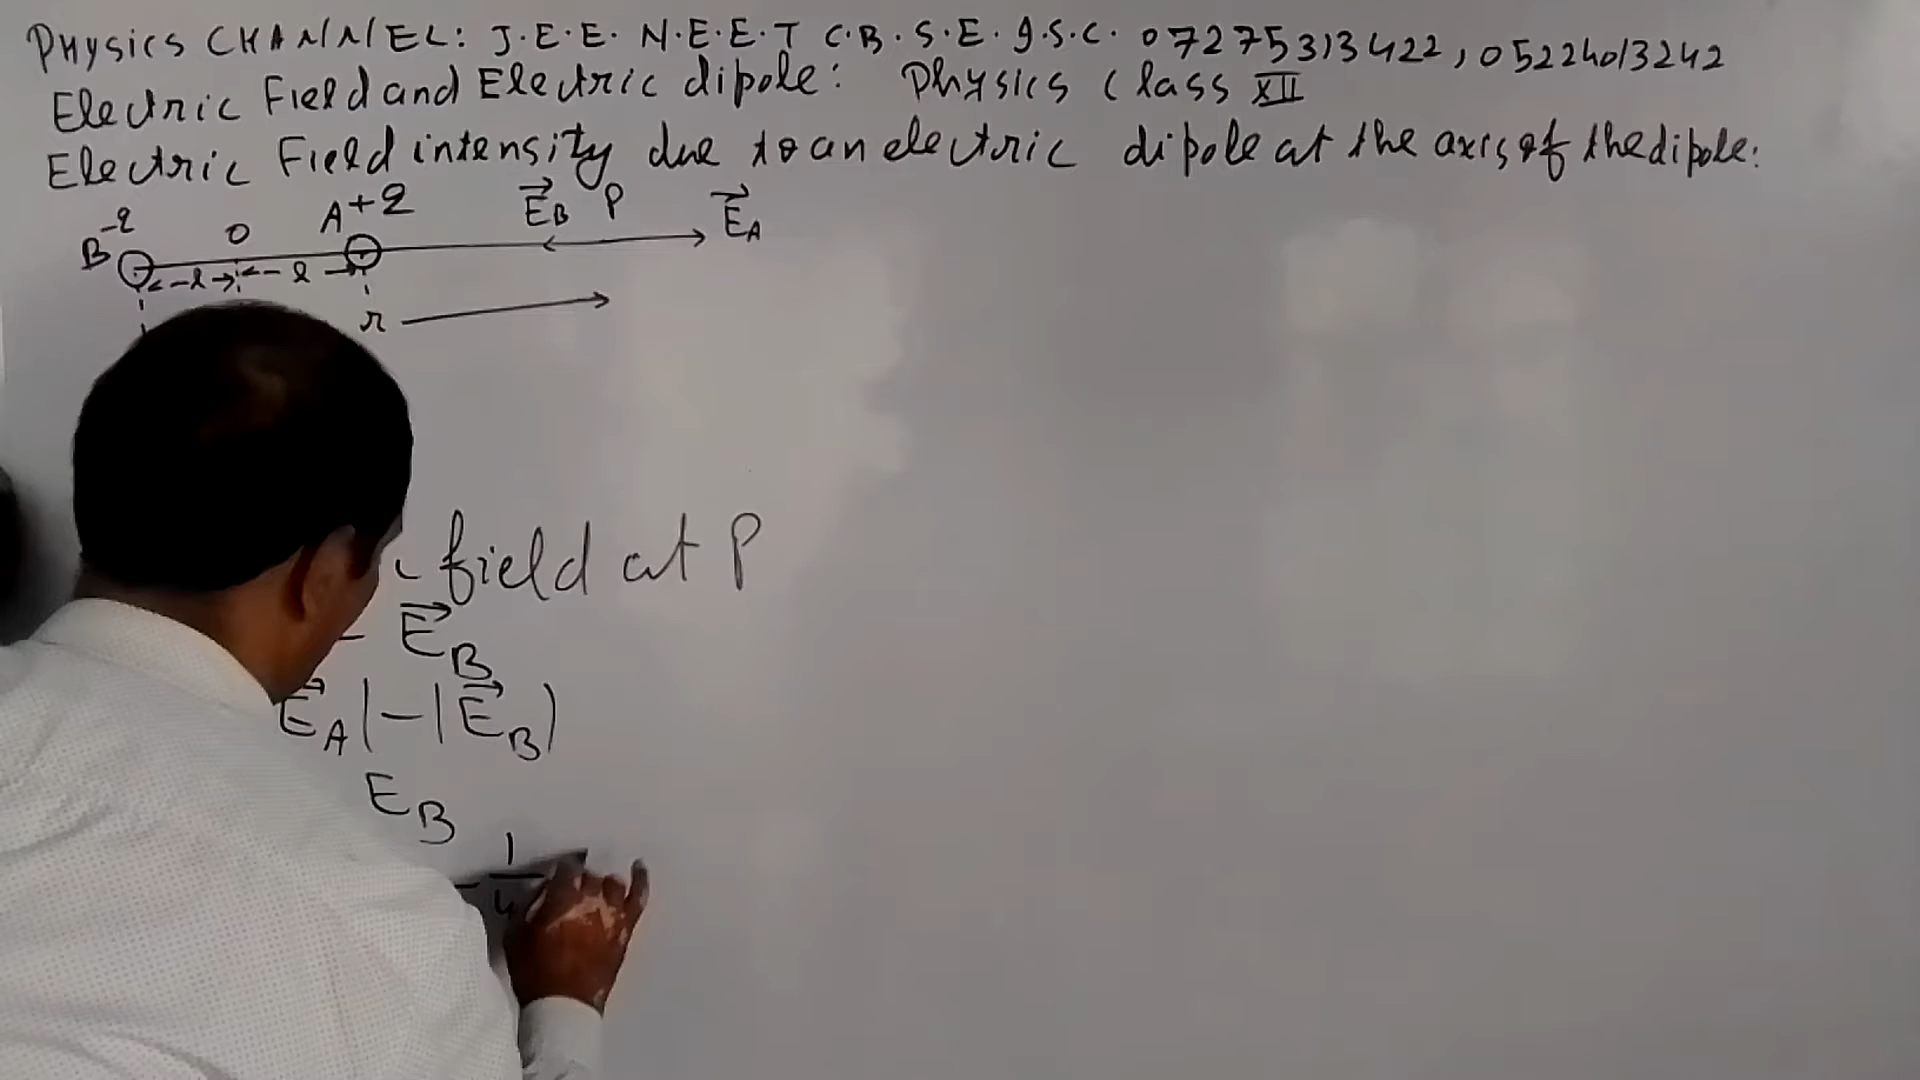 Physics CHANNEL: J.E.E. N.E.E.T C.B.S.E. I.S.C. 07275313422, 05224013242
Electric Field and Electric dipole: Physics Class XII
Electric Field intensity due to an electric dipole at the axis of the dipole:
-q O A +q E⃗B P E⃗A
B
l l
r
field at P
- E⃗B
E⃗A| - |E⃗B|
EB
- 1
4